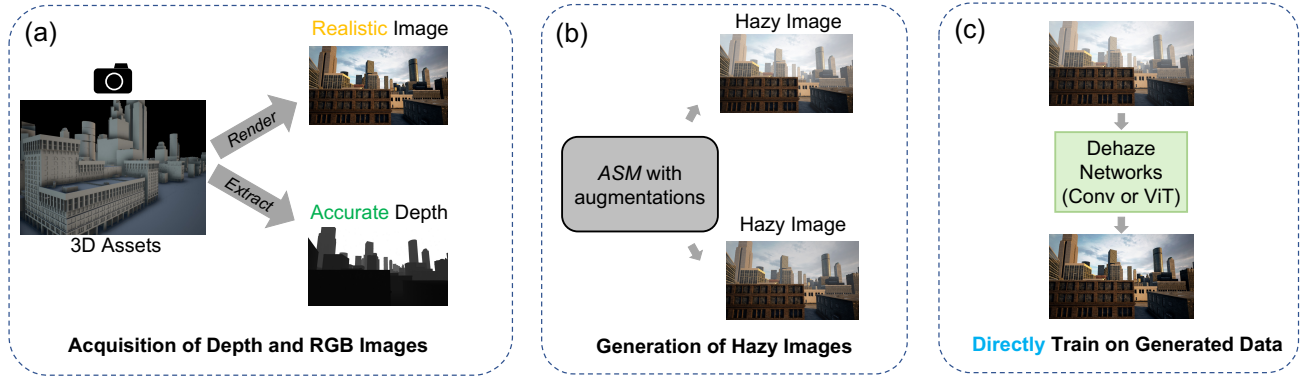 (a)
Realistic Image
Render
Extract
3D Assets
Accurate Depth
Acquisition of Depth and RGB Images
(b)
Hazy Image
ASM with
augmentations
Hazy Image
Generation of Hazy Images
(c)
Dehaze
Networks
(Conv or ViT)
Directly Train on Generated Data